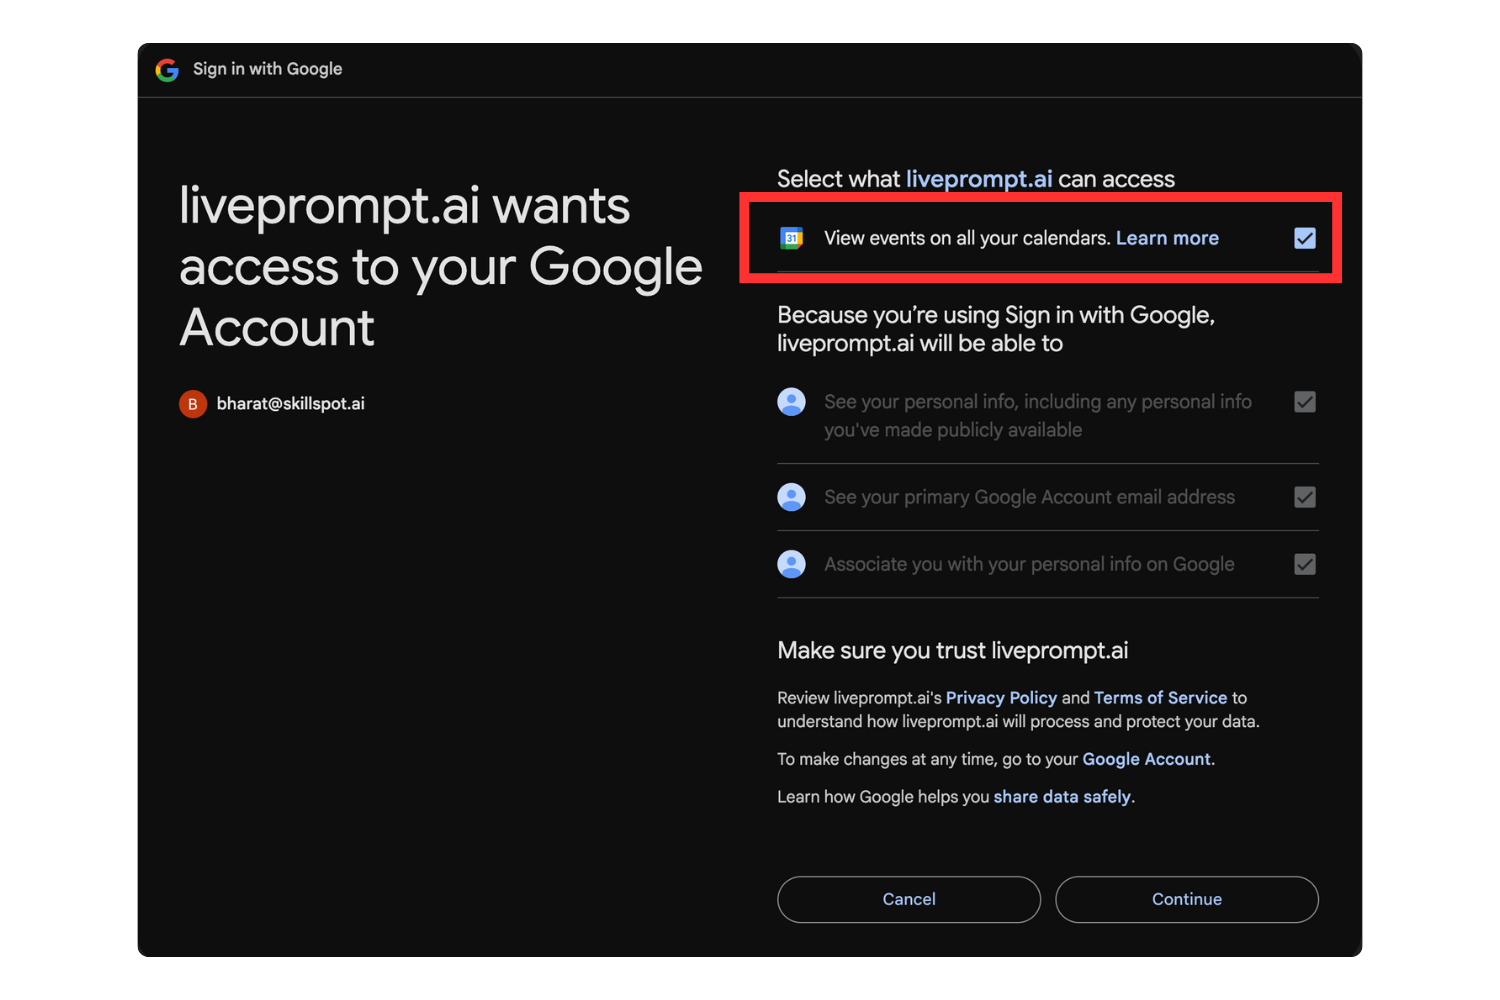 Sign in with Google
liveprompt.ai wants
access to your Google
Account
B bharat@skillspot.ai
Select what liveprompt.ai can access
31 View events on all your calendars. Learn more
Because you’re using Sign in with Google,
liveprompt.ai will be able to
See your personal info, including any personal info
you've made publicly available
See your primary Google Account email address
Associate you with your personal info on Google
Make sure you trust liveprompt.ai
Review liveprompt.ai's Privacy Policy and Terms of Service to
understand how liveprompt.ai will process and protect your data.
To make changes at any time, go to your Google Account.
Learn how Google helps you share data safely.
Cancel
Continue